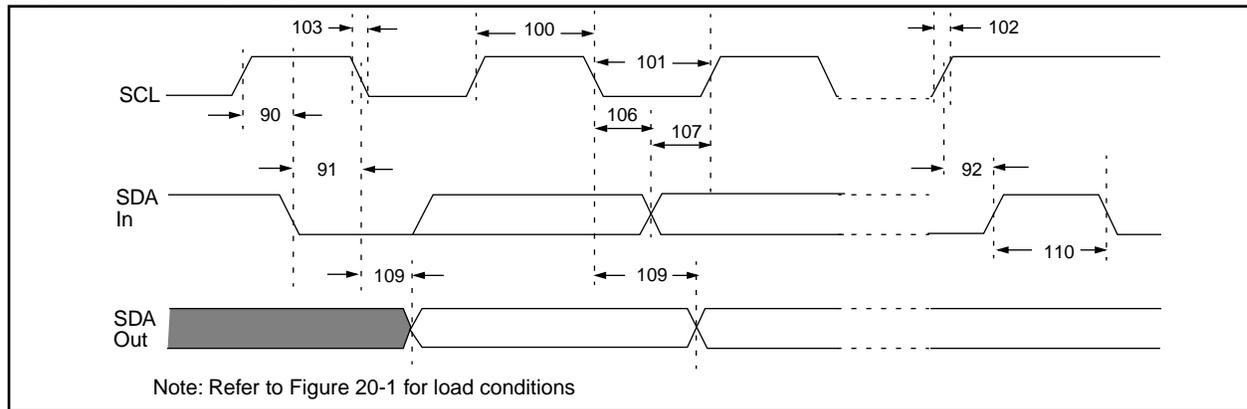 103
100
102
101
SCL
90
106
107
91
92
SDA
In
109
109
110
SDA
Out
Note: Refer to Figure 20-1 for load conditions